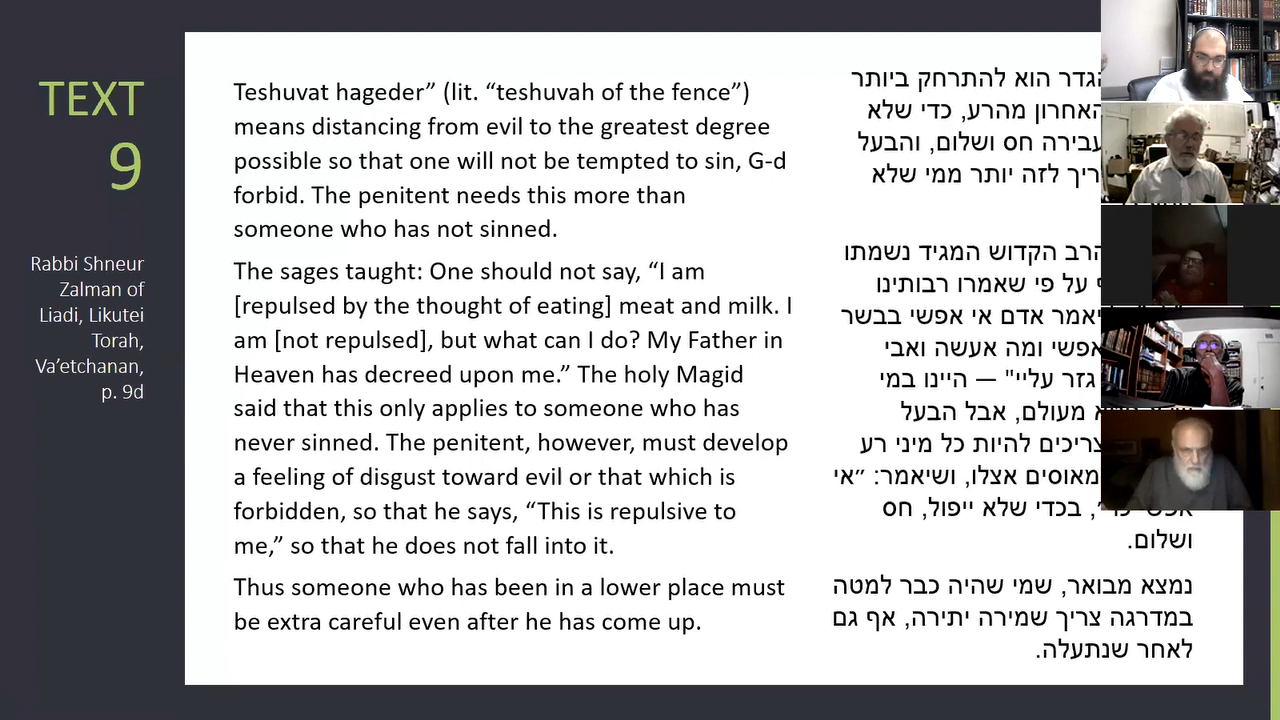 TEXT
9
Rabbi Shneur
Zalman of
Liadi, Likutei
Torah,
Va’etchanan,
p. 9d
Teshuvat hageder” (lit. “teshuvah of the fence”)
means distancing from evil to the greatest degree
possible so that one will not be tempted to sin, G-d
forbid. The penitent needs this more than
someone who has not sinned.
The sages taught: One should not say, “I am
[repulsed by the thought of eating] meat and milk. I
am [not repulsed], but what can I do? My Father in
Heaven has decreed upon me.” The holy Magid
said that this only applies to someone who has
never sinned. The penitent, however, must develop
a feeling of disgust toward evil or that which is
forbidden, so that he says, “This is repulsive to
me,” so that he does not fall into it.
Thus someone who has been in a lower place must
be extra careful even after he has come up.
הגדר הוא להתרחק ביותר
האחרון מהרע, כדי שלא
עבירה חס ושלום, והבעל
יותר ממי שלא לזה
הרב הקדוש המגיד נשמתו
על פי שאמרו רבותינו
יאמר אדם אי אפשי בבשר
אפשי ומה אעשה ואבי
גזר עליי" — היינו במי
מעולם, אבל הבעל
צריכים להיות כל מיני רע
מאוסים אצלו, ושיאמר: ״אי
בכדי שלא ייפול, חס
ושלום.
נמצא מבואר, שמי שהיה כבר למטה
במדרגה צריך שמירה יתירה, אף גם
לאחר שנתעלה.